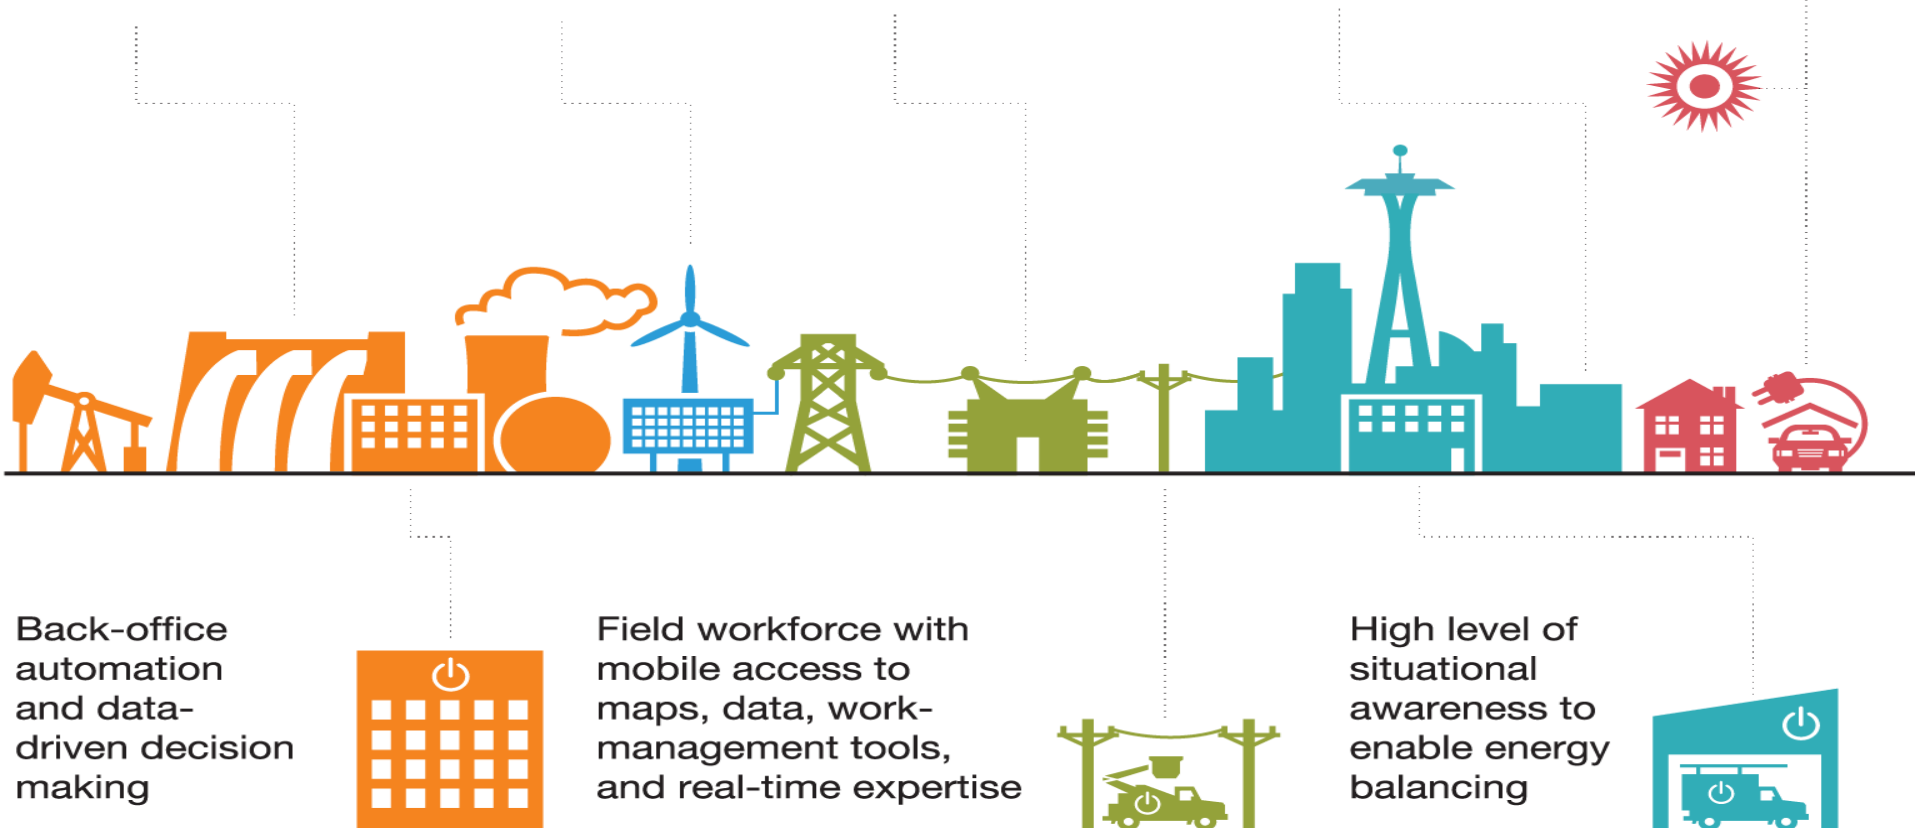 Back-office
automation
and data-
driven decision
making
Field workforce with
mobile access to
maps, data, work-
management tools,
and real-time expertise
High level of
situational
awareness to
enable energy
balancing